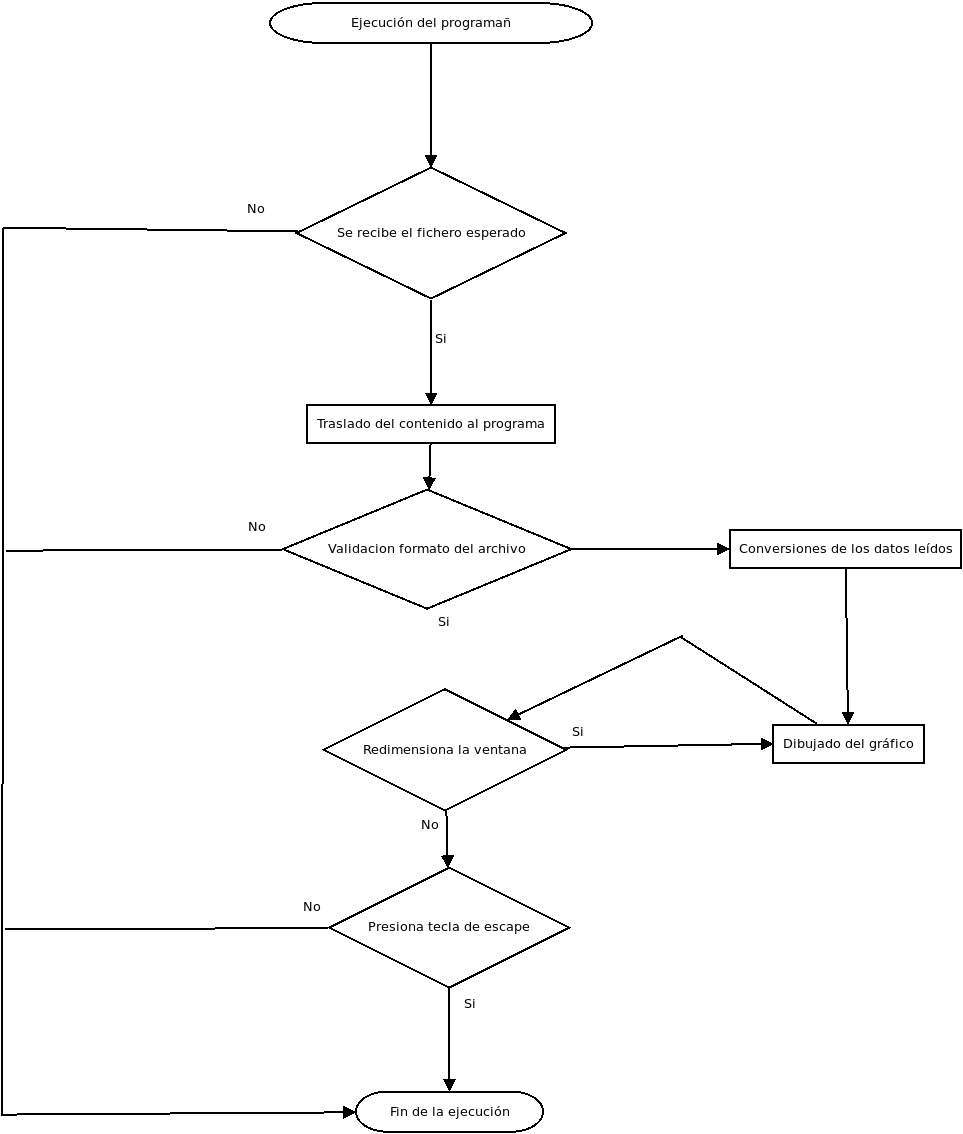 Ejecución del programañ
No
Se recibe el fichero esperado
Si
Traslado del contenido al programa
No
Validacion formato del archivo
Conversiones de los datos leídos
Si
Si
Redimensiona la ventana
Dibujado del gráfico
No
No
Presiona tecla de escape
Si
Fin de la ejecución